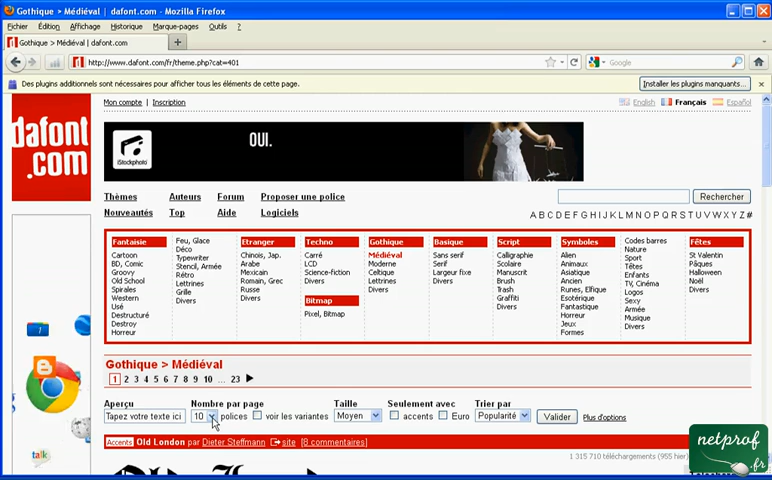 Gothique > Médiéval | dafont.com - Mozilla Firefox
Fichier Édition Affichage Historique Marque-pages Outils ?
Gothique > Médiéval | dafont.com +
http://www.dafont.com/fr/theme.php?cat=401 Google
Des plugins additionnels sont nécessaires pour afficher tous les éléments de cette page. Installer les plugins manquants...
Mon compte | Inscription English Français Español
dafont
.com
iStockphoto
OUI.
Thèmes Auteurs Forum Proposer une police
Nouveautés Top Aide Logiciels
Rechercher
A B C D E F G H I J K L M N O P Q R S T U V W X Y Z #
Fantaisie
Cartoon
BD, Comic
Groovy
Old School
Spirales
Western
Usé
Destructuré
Destroy
Horreur
Feu, Glace
Déco
Typewriter
Stencil, Armée
Rétro
Lettrines
Grille
Divers
Etranger
Chinois, Jap.
Arabe
Mexicain
Romain, Grec
Russe
Divers
Techno
Carré
LCD
Science-fiction
Divers
Bitmap
Pixel, Bitmap
Gothique
Médiéval
Moderne
Celtique
Lettrines
Divers
Basique
Sans serif
Serif
Largeur fixe
Divers
Script
Calligraphie
Scolaire
Manuscrit
Brush
Trash
Graffiti
Divers
Symboles
Alien
Animaux
Asiatique
Ancien
Runes, Elfique
Esotérique
Fantastique
Horreur
Jeux
Formes
Codes barres
Nature
Sport
Têtes
Enfants
TV, Cinéma
Logos
Sexy
Armée
Musique
Divers
Fêtes
St Valentin
Pâques
Halloween
Noël
Divers
Gothique > Médiéval
1 2 3 4 5 6 7 8 9 10 ... 23
Aperçu Nombre par page Taille Seulement avec Trier par
Tapez votre texte ici 10 polices voir les variantes Moyen accents Euro Popularité Valider Plus d'options
Accents Old London par Dieter Steffmann site [8 commentaires]
1 315 710 téléchargements (955 hier)
talk
netprof
.fr